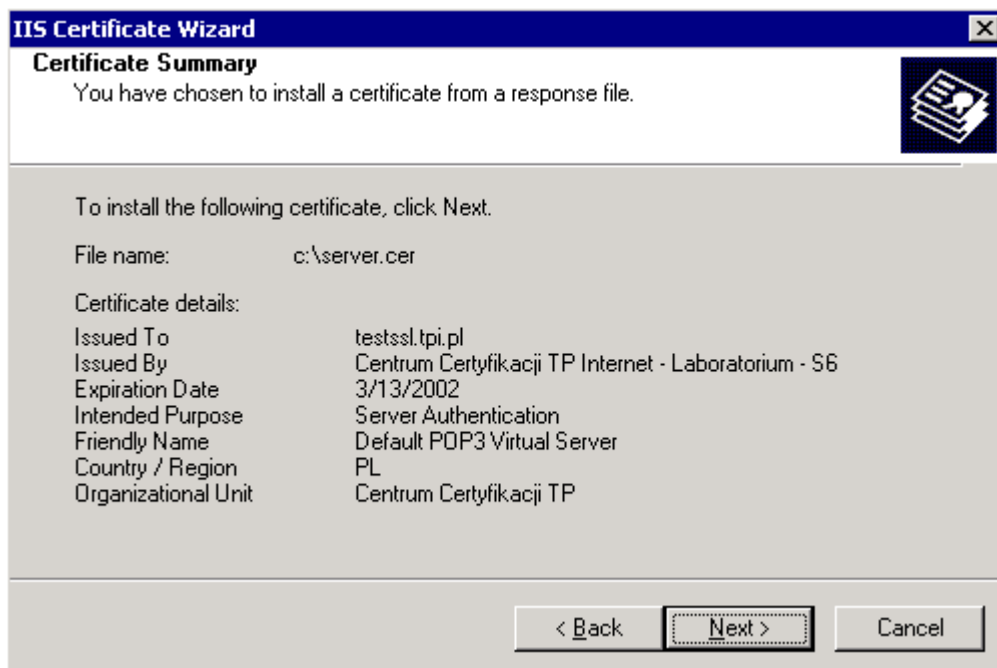 IIS Certificate Wizard
Certificate Summary
You have chosen to install a certificate from a response file.
To install the following certificate, click Next.
File name: c:\server.cer
Certificate details:
Issued To testssl.tpi.pl
Issued By Centrum Certyfikacji TP Internet - Laboratorium - S6
Expiration Date 3/13/2002
Intended Purpose Server Authentication
Friendly Name Default POP3 Virtual Server
Country / Region PL
Organizational Unit Centrum Certyfikacji TP
< Back Next > Cancel